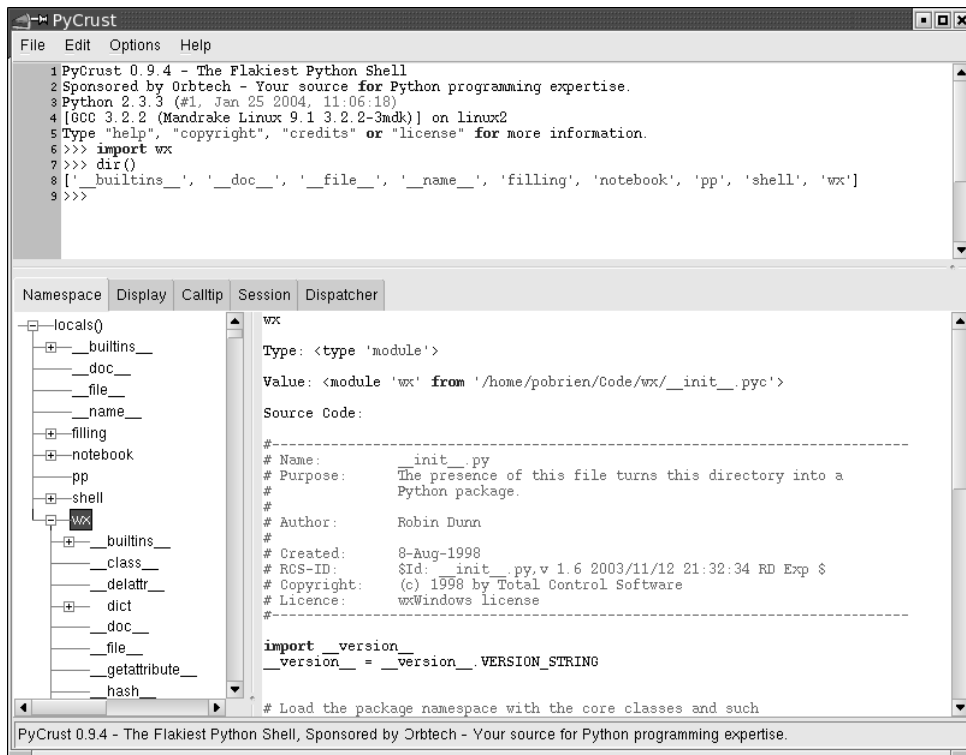 PyCrust
File Edit Options Help
1 PyCrust 0.9.4 - The Flakiest Python Shell
2 Sponsored by Orbtech - Your source for Python programming expertise.
3 Python 2.3.3 (#1, Jan 25 2004, 11:06:18)
4 [GCC 3.2.2 (Mandrake Linux 9.1 3.2.2-3mdk)] on linux2
5 Type "help", "copyright", "credits" or "license" for more information.
6 >>> import wx
7 >>> dir()
8 ['__builtins__', '__doc__', '__file__', '__name__', 'filling', 'notebook', 'pp', 'shell', 'wx']
9 >>>
Namespace Display Calltip Session Dispatcher
locals()
__builtins__
__doc__
__file__
__name__
filling
notebook
pp
shell
wx
__builtins__
__class__
__delattr__
dict
__doc__
__file__
__getattribute__
__hash__
wx
Type: <type 'module'>
Value: <module 'wx' from '/home/pobrien/Code/wx/__init__.pyc'>
Source Code:
#----------------------------------------------------------------------------
# Name: __init__.py
# Purpose: The presence of this file turns this directory into a
# Python package.
#
# Author: Robin Dunn
#
# Created: 8-Aug-1998
# RCS-ID: $Id: __init__.py,v 1.6 2003/11/12 21:32:34 RD Exp $
# Copyright: (c) 1998 by Total Control Software
# Licence: wxWindows license
#----------------------------------------------------------------------------
import __version__
__version__ = __version__.VERSION_STRING
# Load the package namespace with the core classes and such
PyCrust 0.9.4 - The Flakiest Python Shell, Sponsored by Orbtech - Your source for Python programming expertise.